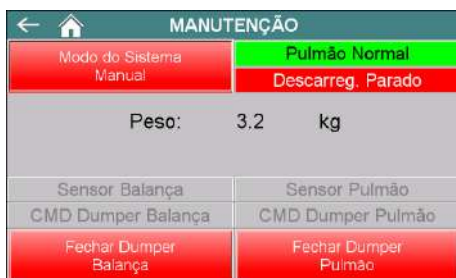 MANUTENÇÃO
Modo do Sistema
Manual
Pulmão Normal
Descarreg. Parado
Peso: 3.2 kg
Sensor Balança
Sensor Pulmão
CMD Dumper Balança
CMD Dumper Pulmão
Fechar Dumper
Balança
Fechar Dumper
Pulmão